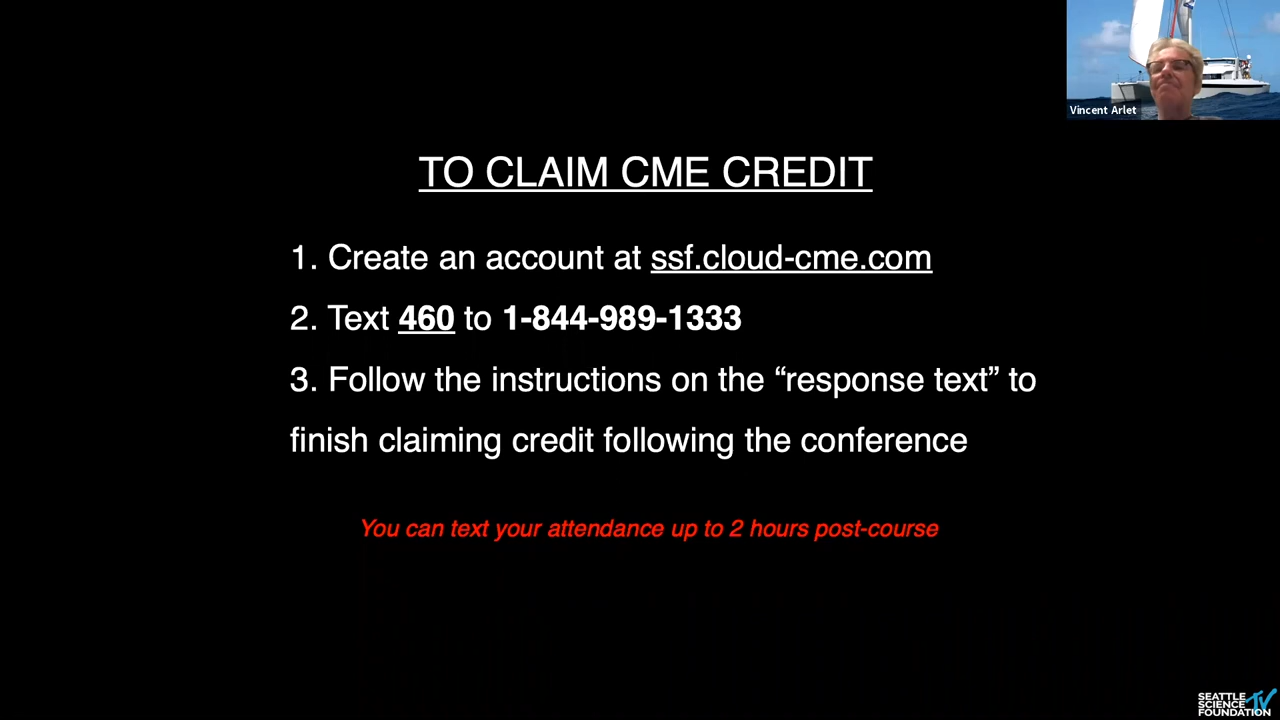 Vincent Arlet
TO CLAIM CME CREDIT
1. Create an account at ssf.cloud-cme.com
2. Text 460 to 1-844-989-1333
3. Follow the instructions on the “response text” to
finish claiming credit following the conference
You can text your attendance up to 2 hours post-course
SEATTLE
SCIENCE
FOUNDATION
TV